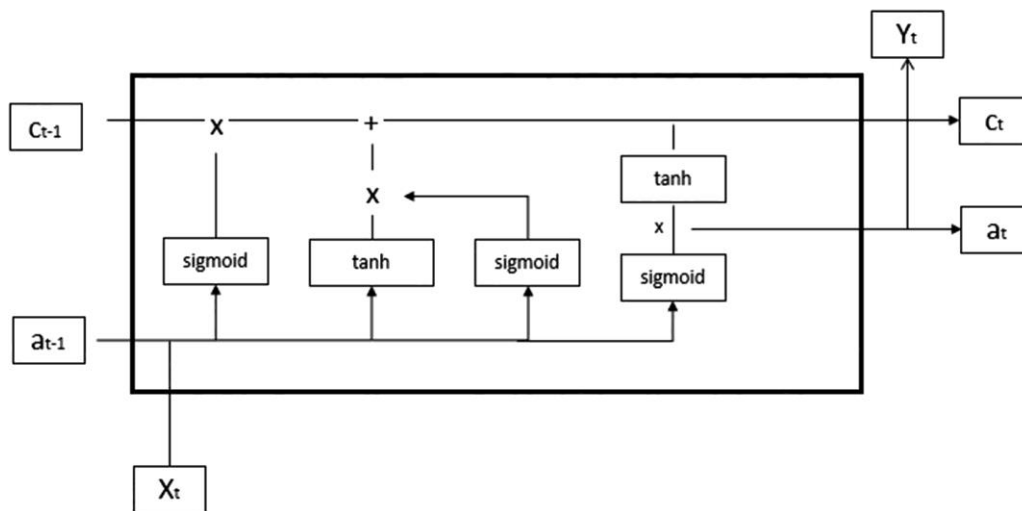 Yt
Ct-1
x
+
Ct
tanh
x
x
at
sigmoid
tanh
sigmoid
sigmoid
at-1
Xt